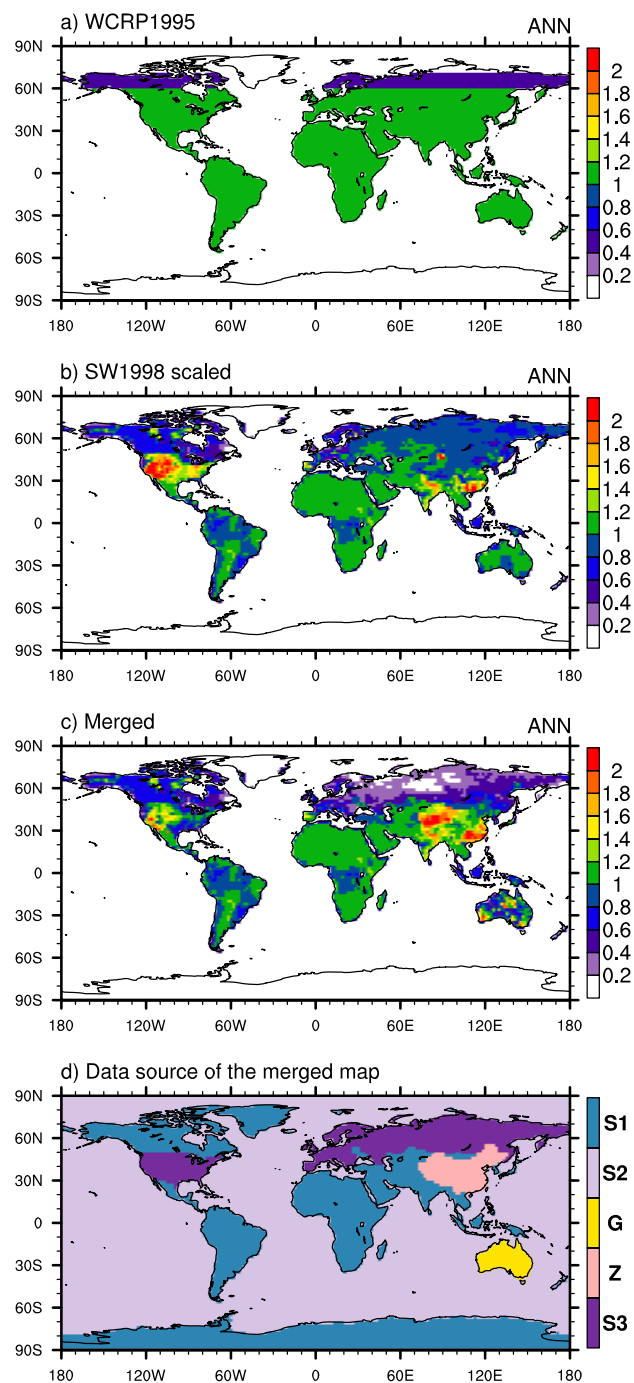 a) WCRP1995 ANN
90N
60N
30N
0
30S
60S
90S
180 120W 60W 0 60E 120E 180
2
1.8
1.6
1.4
1.2
1
0.8
0.6
0.4
0.2
b) SW1998 scaled ANN
90N
60N
30N
0
30S
60S
90S
180 120W 60W 0 60E 120E 180
2
1.8
1.6
1.4
1.2
1
0.8
0.6
0.4
0.2
c) Merged ANN
90N
60N
30N
0
30S
60S
90S
180 120W 60W 0 60E 120E 180
2
1.8
1.6
1.4
1.2
1
0.8
0.6
0.4
0.2
d) Data source of the merged map
90N
60N
30N
0
30S
60S
90S
180 120W 60W 0 60E 120E 180
S1
S2
G
Z
S3